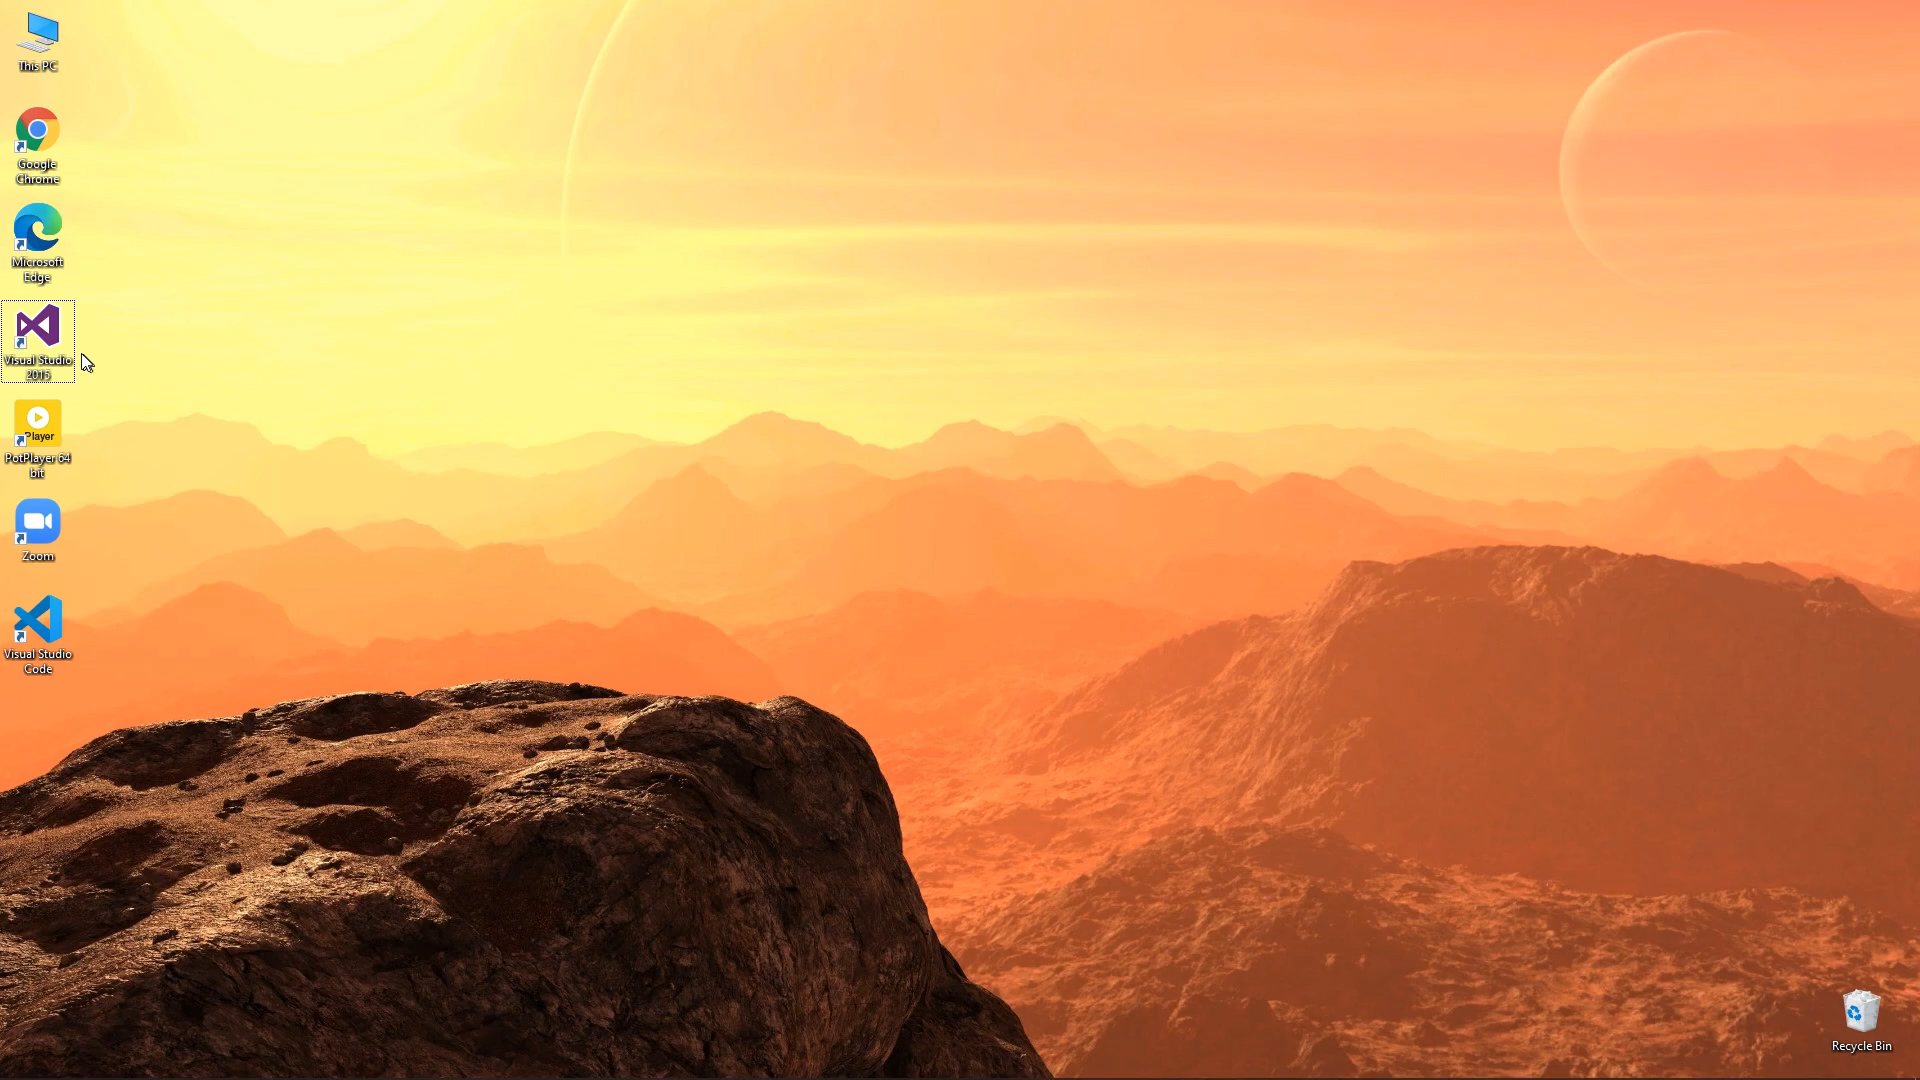 This PC
Google
Chrome
Microsoft
Edge
Visual Studio
2015
Player
PotPlayer 64
bit
Zoom
Visual Studio
Code
Recycle Bin